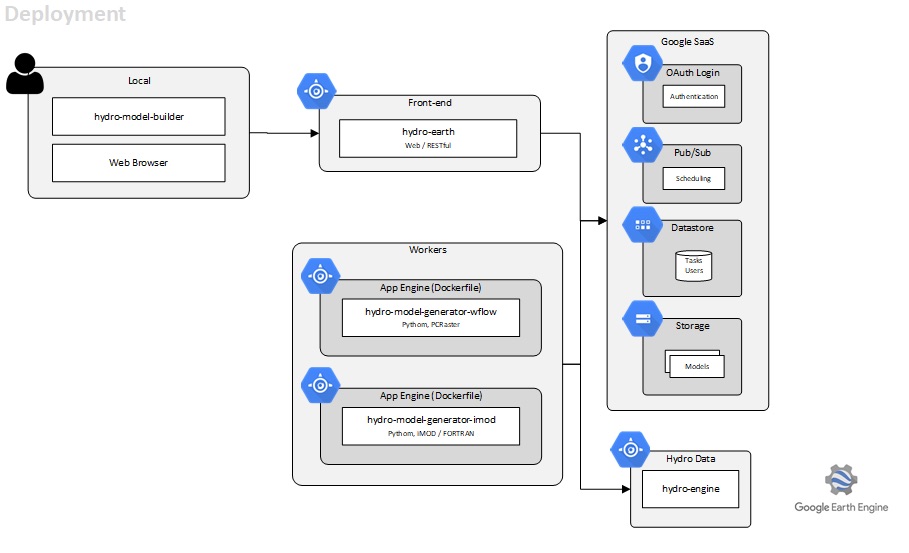 Deployment
Local
hydro-model-builder
Web Browser
Front-end
hydro-earth
Web / RESTful
Workers
App Engine (Dockerfile)
hydro-model-generator-wflow
Python, PCRaster
App Engine (Dockerfile)
hydro-model-generator-imod
Python, iMOD / FORTRAN
Google SaaS
OAuth Login
Authentication
Pub/Sub
Scheduling
Datastore
Tasks
Users
Storage
Models
Hydro Data
hydro-engine
Google Earth Engine